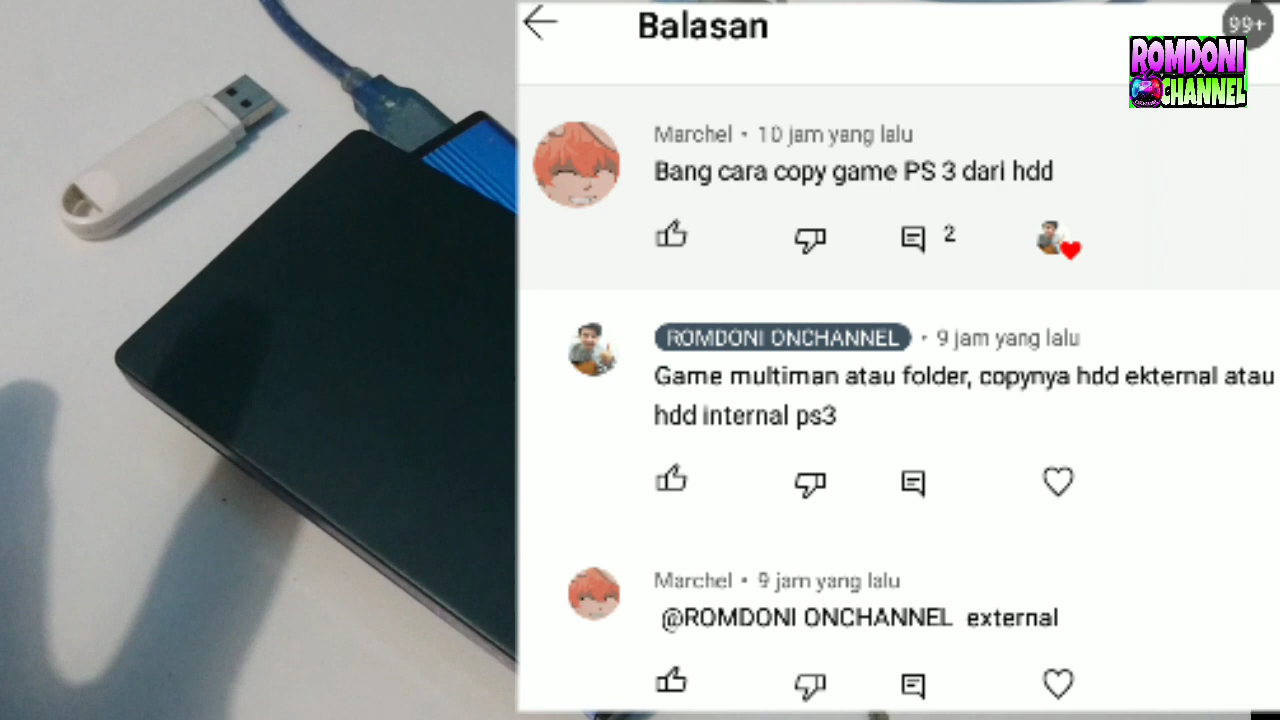 Balasan
99+
ROMDONI
CHANNEL
Marchel • 10 jam yang lalu
Bang cara copy game PS 3 dari hdd
2
ROMDONI ONCHANNEL • 9 jam yang lalu
Game multiman atau folder, copynya hdd ekternal atau
hdd internal ps3
Marchel • 9 jam yang lalu
@ROMDONI ONCHANNEL external